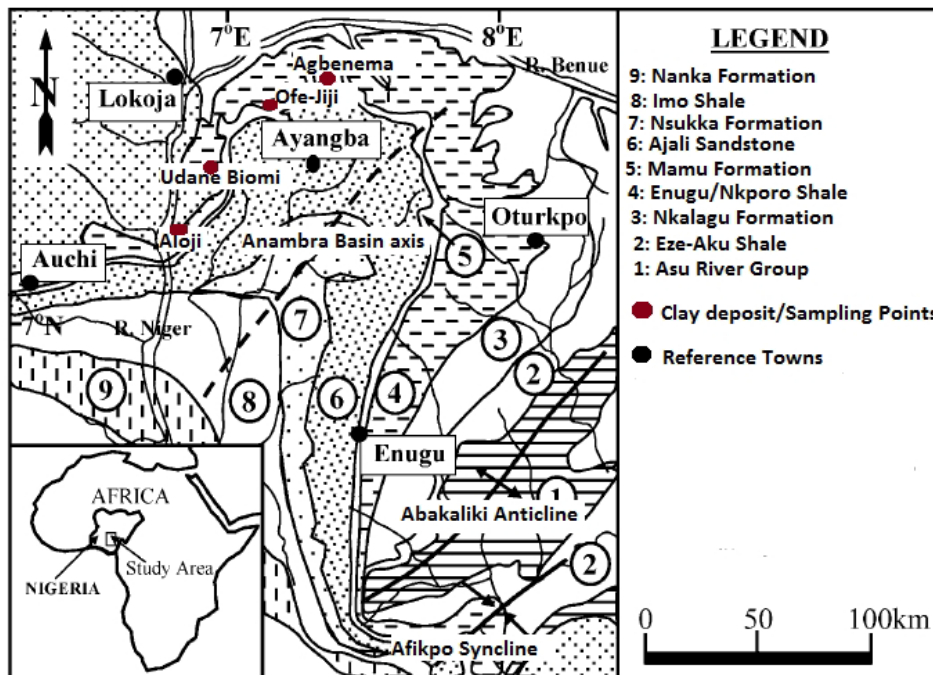 7°E
8°E
R. Benue
N
Agbenema
Lokoja
Ofe-Jiji
Ayangba
Udane Biomi
Oturkpo
Aloji
Anambra Basin axis
5
Auchi
7°N
R. Niger
7
3
2
9
8
6
4
Enugu
1
Abakaliki Anticline
2
Afikpo Syncline
AFRICA
NIGERIA
Study Area
LEGEND
9: Nanka Formation
8: Imo Shale
7: Nsukka Formation
6: Ajali Sandstone
5: Mamu Formation
4: Enugu/Nkporo Shale
3: Nkalagu Formation
2: Eze-Aku Shale
1: Asu River Group
Clay deposit/Sampling Points
Reference Towns
0 50 100km